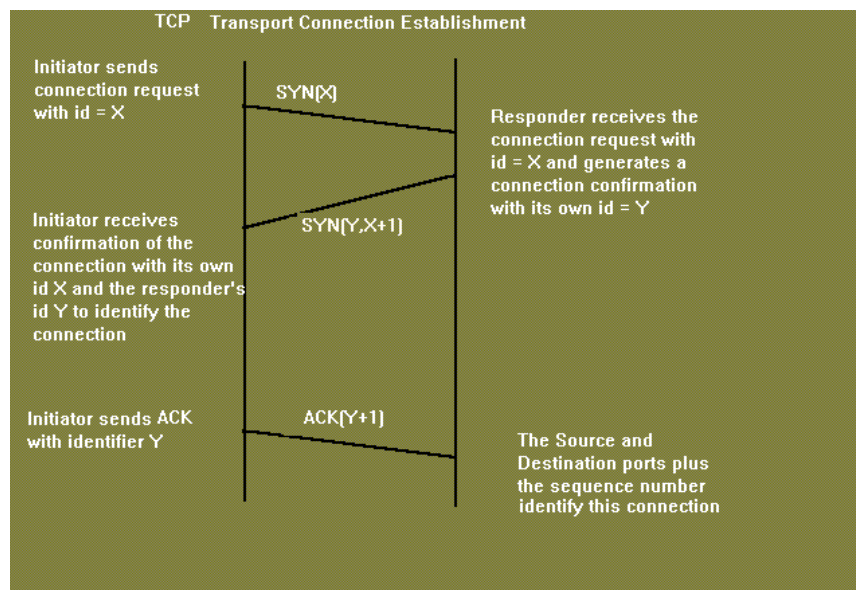 TCP Transport Connection Establishment
Initiator sends
connection request
with id = X
SYN(X)
Responder receives the
connection request with
id = X and generates a
connection confirmation
with its own id = Y
Initiator receives
confirmation of the
connection with its own
id X and the responder's
id Y to identify the
connection
SYN(Y,X+1)
Initiator sends ACK
with identifier Y
ACK(Y+1)
The Source and
Destination ports plus
the sequence number
identify this connection